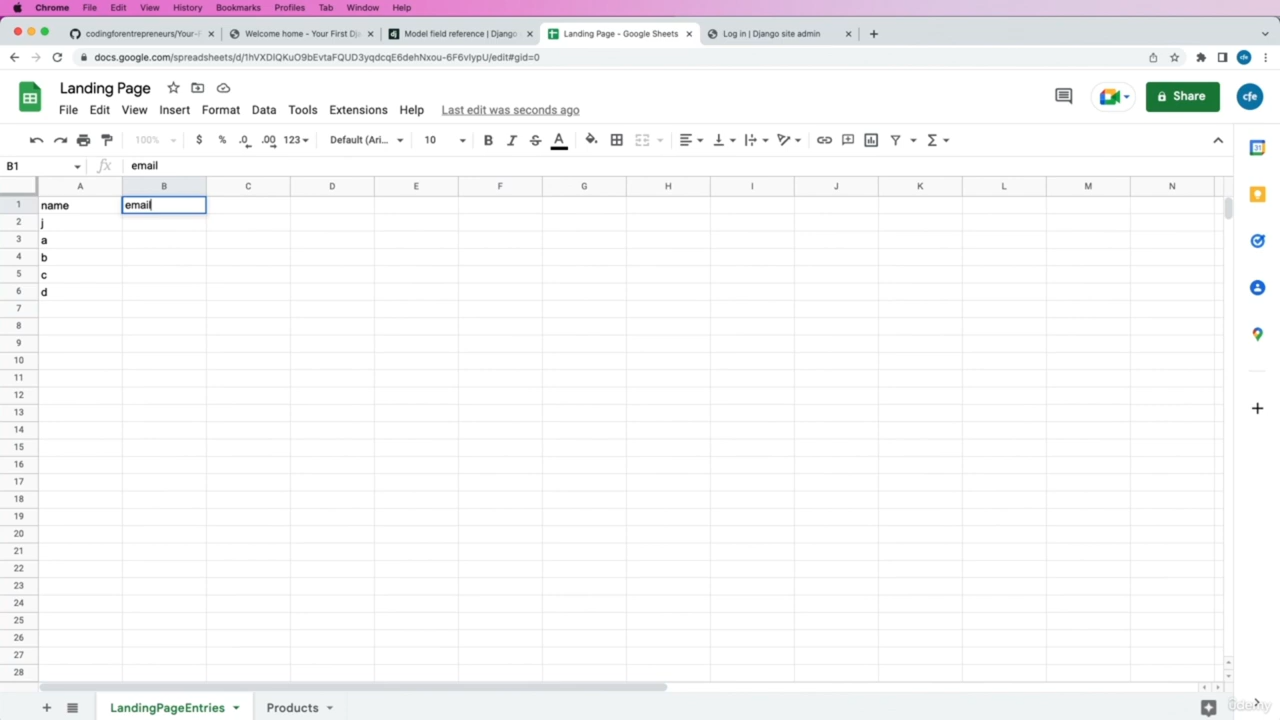 Chrome File Edit View History Bookmarks Profiles Tab Window Help
codingforentrepreneurs/Your-F Welcome home - Your First Dj Model field reference | Django Landing Page - Google Sheets Log in | Django site admin
docs.google.com/spreadsheets/d/1hVXDIQKuO9bEvtaFQUD3yqdcqE6dehNxou-6F6vIypU/edit#gid=0
Landing Page
File Edit View Insert Format Data Tools Extensions Help Last edit was seconds ago
Share
cfe
100% $ % .0 .00 123 Default (Ari... 10 B I S A
B1 fx email
A B C D E F G H I J K L M N
1 name email
2 j
3 a
4 b
5 c
6 d
7
8
9
10
11
12
13
14
15
16
17
18
19
20
21
22
23
24
25
26
27
28
LandingPageEntries Products
ûdemy